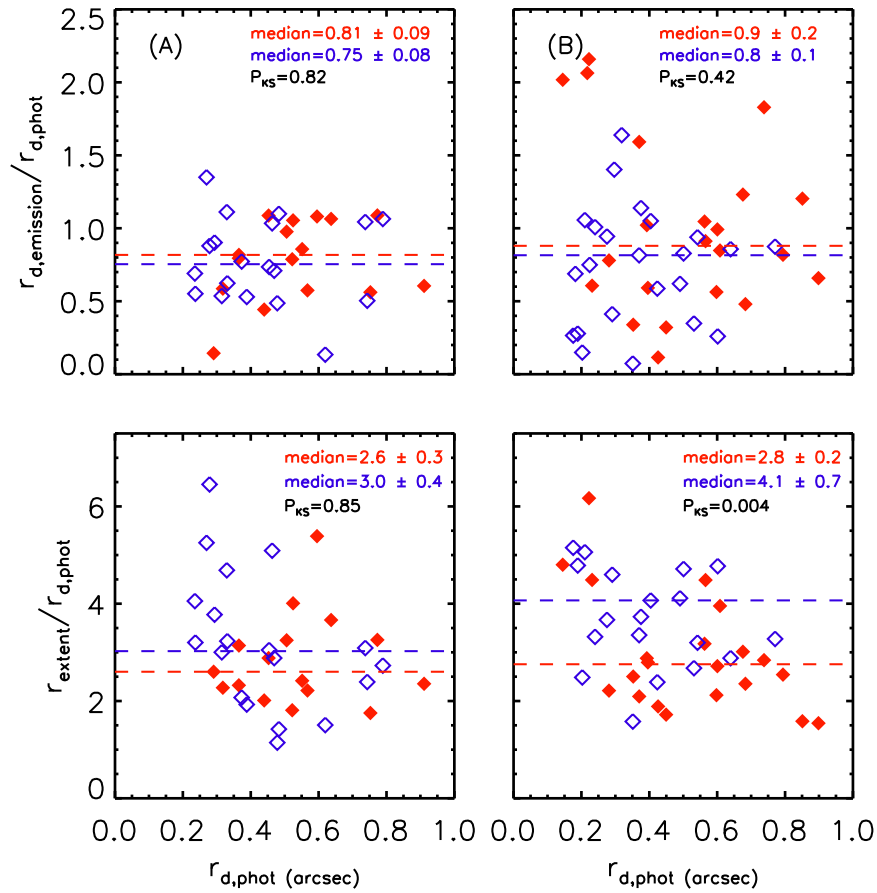 (A)
median=0.81 ± 0.09
median=0.75 ± 0.08
P_KS=0.82
(B)
median=0.9 ± 0.2
median=0.8 ± 0.1
P_KS=0.42
r_d,emission/r_d,phot
2.5
2.0
1.5
1.0
0.5
0.0
median=2.6 ± 0.3
median=3.0 ± 0.4
P_KS=0.85
median=2.8 ± 0.2
median=4.1 ± 0.7
P_KS=0.004
r_extent/r_d,phot
6
4
2
0
0.0 0.2 0.4 0.6 0.8 1.0
0.2 0.4 0.6 0.8 1.0
r_d,phot (arcsec)
r_d,phot (arcsec)